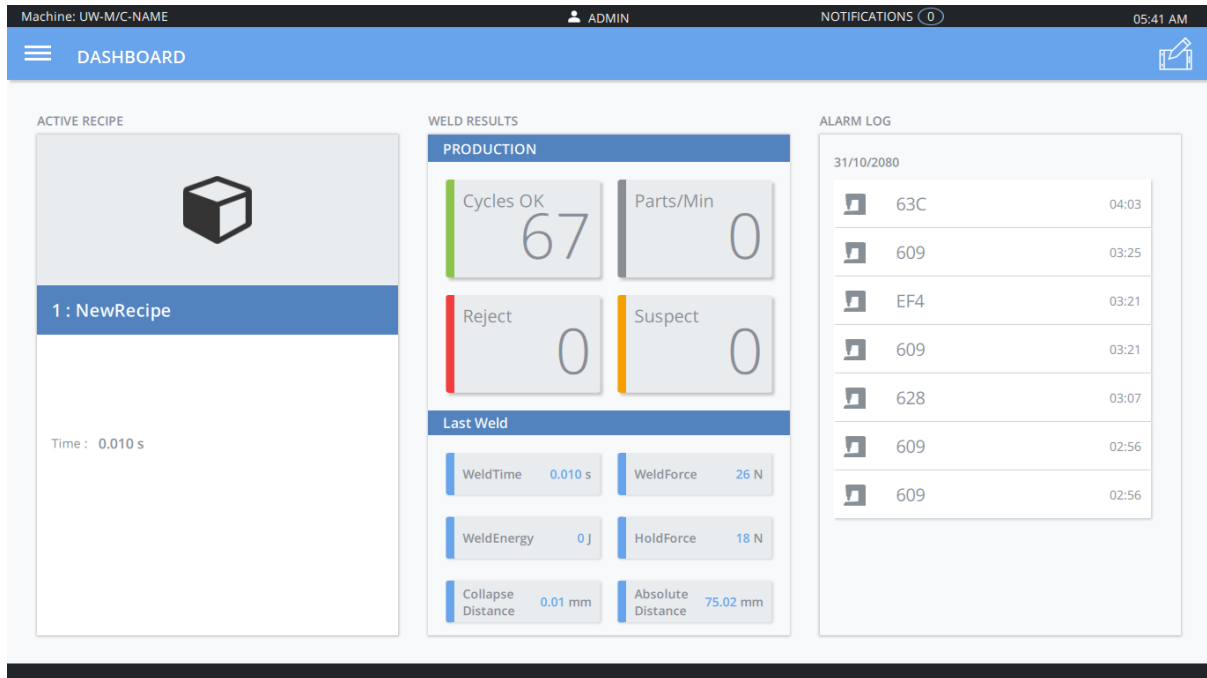 Machine: UW-M/C-NAME
ADMIN
NOTIFICATIONS 0
05:41 AM
DASHBOARD
ACTIVE RECIPE
1 : NewRecipe
Time : 0.010 s
WELD RESULTS
PRODUCTION
Cycles OK
67
Parts/Min
0
Reject
0
Suspect
0
Last Weld
WeldTime 0.010 s
WeldForce 26 N
WeldEnergy 0 J
HoldForce 18 N
Collapse
Distance 0.01 mm
Absolute
Distance 75.02 mm
ALARM LOG
31/10/2080
63C 04:03
609 03:25
EF4 03:21
609 03:21
628 03:07
609 02:56
609 02:56